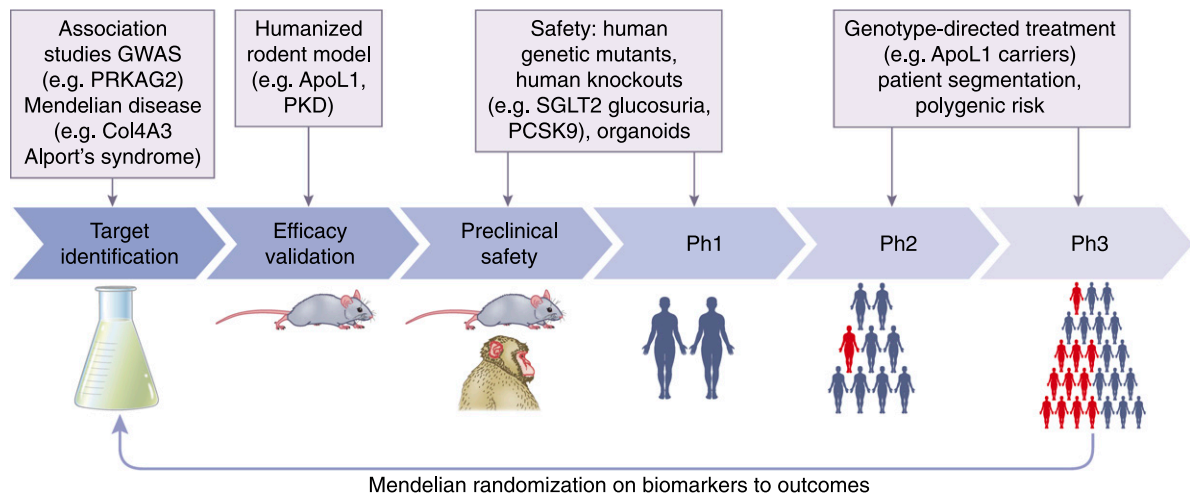 Association
studies GWAS
(e.g. PRKAG2)
Mendelian disease
(e.g. Col4A3
Alport's syndrome)
Humanized
rodent model
(e.g. ApoL1,
PKD)
Safety: human
genetic mutants,
human knockouts
(e.g. SGLT2 glucosuria,
PCSK9), organoids
Genotype-directed treatment
(e.g. ApoL1 carriers)
patient segmentation,
polygenic risk
Target
identification
Efficacy
validation
Preclinical
safety
Ph1
Ph2
Ph3
Mendelian randomization on biomarkers to outcomes